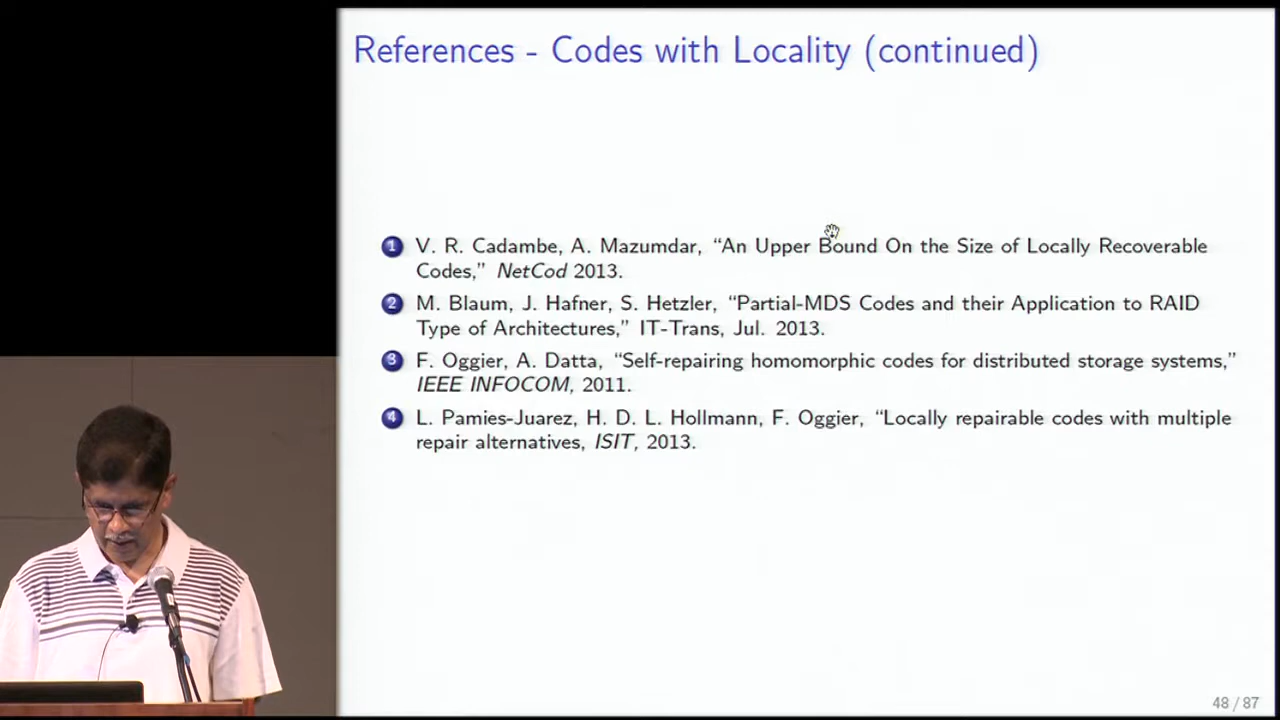 References - Codes with Locality (continued)
1 V. R. Cadambe, A. Mazumdar, “An Upper Bound On the Size of Locally Recoverable
Codes,” NetCod 2013.
2 M. Blaum, J. Hafner, S. Hetzler, “Partial-MDS Codes and their Application to RAID
Type of Architectures,” IT-Trans, Jul. 2013.
3 F. Oggier, A. Datta, “Self-repairing homomorphic codes for distributed storage systems,”
IEEE INFOCOM, 2011.
4 L. Pamies-Juarez, H. D. L. Hollmann, F. Oggier, “Locally repairable codes with multiple
repair alternatives, ISIT, 2013.
48 / 87